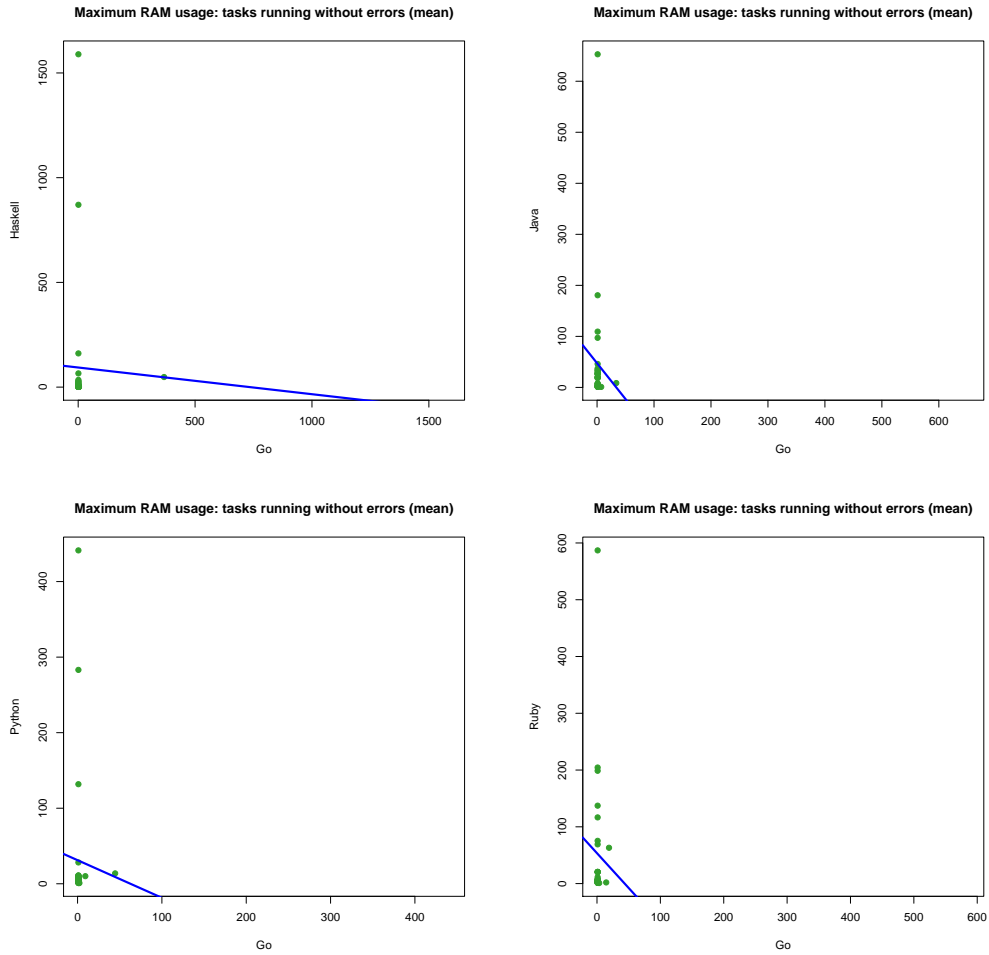 Maximum RAM usage: tasks running without errors (mean)
Haskell
1500
1000
500
0
0 500 1000 1500
Go
Maximum RAM usage: tasks running without errors (mean)
Java
600
500
400
300
200
100
0
0 100 200 300 400 500 600
Go
Maximum RAM usage: tasks running without errors (mean)
Python
400
300
200
100
0
0 100 200 300 400
Go
Maximum RAM usage: tasks running without errors (mean)
Ruby
600
500
400
300
200
100
0
0 100 200 300 400 500 600
Go